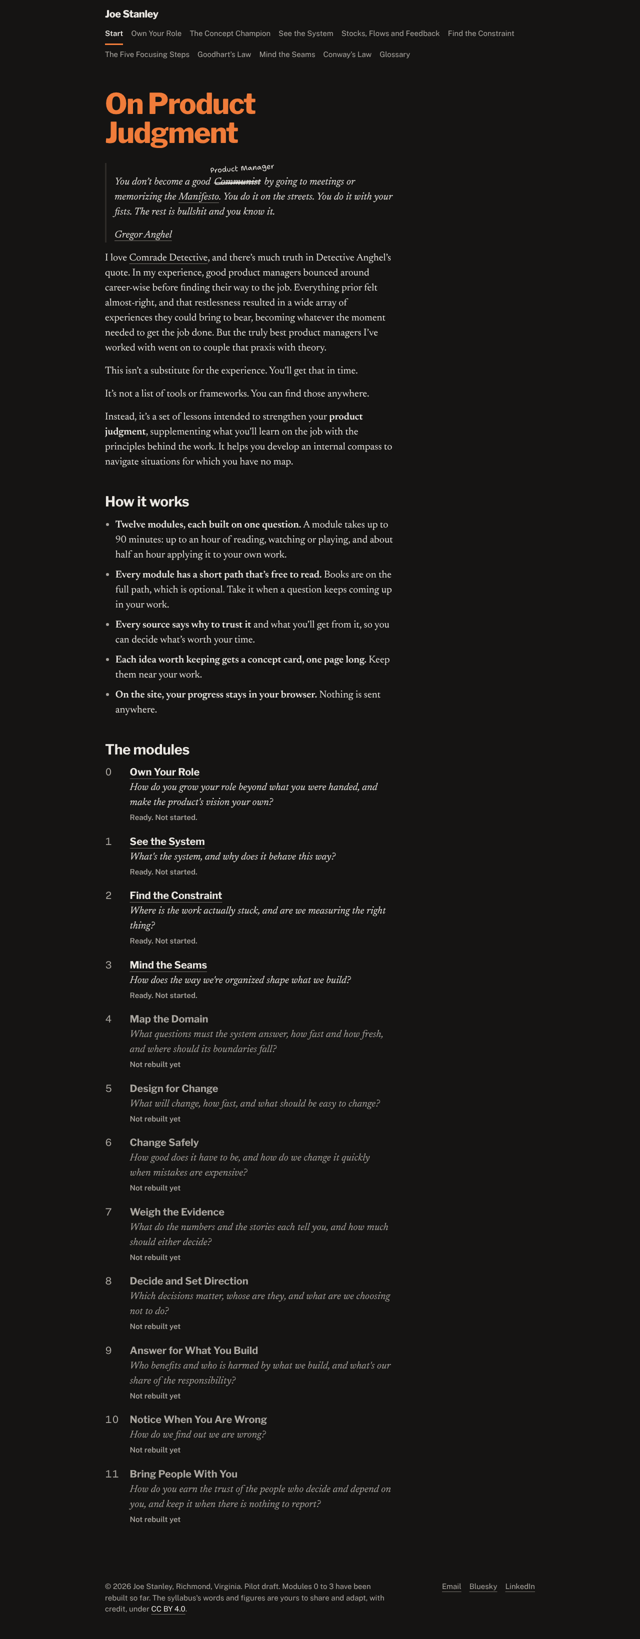 Joe Stanley
Start Own Your Role The Concept Champion See the System Stocks, Flows and Feedback Find the Constraint
The Five Focusing Steps Goodhart's Law Mind the Seams Conway's Law Glossary
On Product
Judgment
Product Manager
You don't become a good Communist by going to meetings or
memorizing the Manifesto. You do it on the streets. You do it with your
fists. The rest is bullshit and you know it.
Gregor Anghel
I love Comrade Detective, and there's much truth in Detective Anghel's
quote. In my experience, good product managers bounced around
career-wise before finding their way to the job. Everything prior felt
almost-right, and that restlessness resulted in a wide array of
experiences they could bring to bear, becoming whatever the moment
needed to get the job done. But the truly best product managers I've
worked with went on to couple that praxis with theory.
This isn't a substitute for the experience. You'll get that in time.
It's not a list of tools or frameworks. You can find those anywhere.
Instead, it's a set of lessons intended to strengthen your product
judgment, supplementing what you'll learn on the job with the
principles behind the work. It helps you develop an internal compass to
navigate situations for which you have no map.
How it works
• Twelve modules, each built on one question. A module takes up to
90 minutes: up to an hour of reading, watching or playing, and about
half an hour applying it to your own work.
• Every module has a short path that's free to read. Books are on the
full path, which is optional. Take it when a question keeps coming up
in your work.
• Every source says why to trust it and what you'll get from it, so you
can decide what's worth your time.
• Each idea worth keeping gets a concept card, one page long. Keep
them near your work.
• On the site, your progress stays in your browser. Nothing is sent
anywhere.
The modules
0 Own Your Role
How do you grow your role beyond what you were handed, and
make the product's vision your own?
Ready. Not started.
1 See the System
What's the system, and why does it behave this way?
Ready. Not started.
2 Find the Constraint
Where is the work actually stuck, and are we measuring the right
thing?
Ready. Not started.
3 Mind the Seams
How does the way we're organized shape what we build?
Ready. Not started.
4 Map the Domain
What questions must the system answer, how fast and how fresh,
and where should its boundaries fall?
Not rebuilt yet
5 Design for Change
What will change, how fast, and what should be easy to change?
Not rebuilt yet
6 Change Safely
How good does it have to be, and how do we change it quickly
when mistakes are expensive?
Not rebuilt yet
7 Weigh the Evidence
What do the numbers and the stories each tell you, and how much
should either decide?
Not rebuilt yet
8 Decide and Set Direction
Which decisions matter, whose are they, and what are we choosing
not to do?
Not rebuilt yet
9 Answer for What You Build
Who benefits and who is harmed by what we build, and what's our
share of the responsibility?
Not rebuilt yet
10 Notice When You Are Wrong
How do we find out we are wrong?
Not rebuilt yet
11 Bring People With You
How do you earn the trust of the people who decide and depend on
you, and keep it when there is nothing to report?
Not rebuilt yet
© 2026 Joe Stanley, Richmond, Virginia. Pilot draft. Modules 0 to 3 have been
rebuilt so far. The syllabus's words and figures are yours to share and adapt, with
credit, under CC BY 4.0.
Email Bluesky LinkedIn